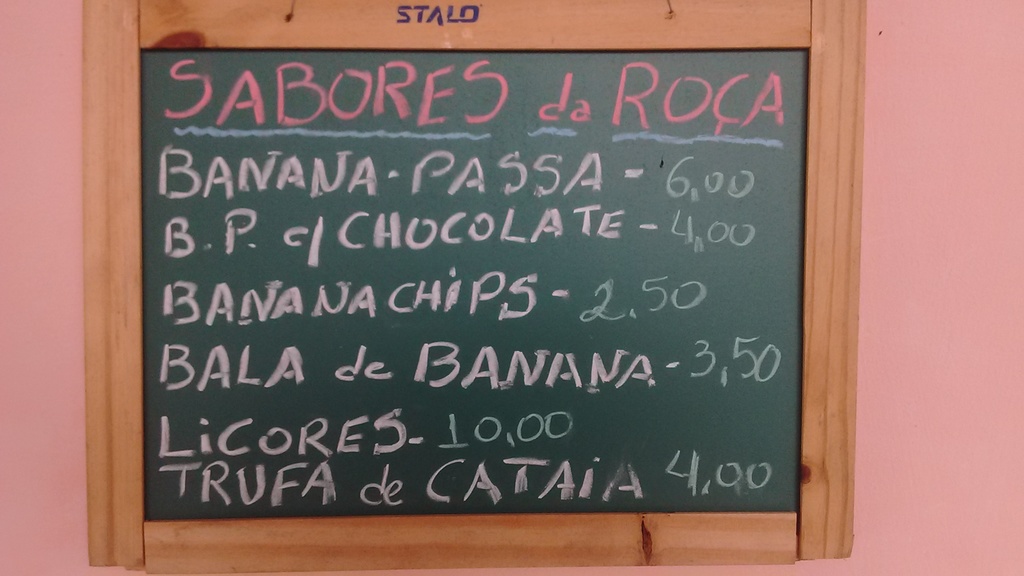 STALO
SABORES da ROÇA
BANANA-PASSA - 6,00
B.P. c/ CHOCOLATE - 4,00
BANANA CHiPS - 2,50
BALA de BANANA - 3,50
LiCORES - 10,00
TRUFA de CATAiA 4,00